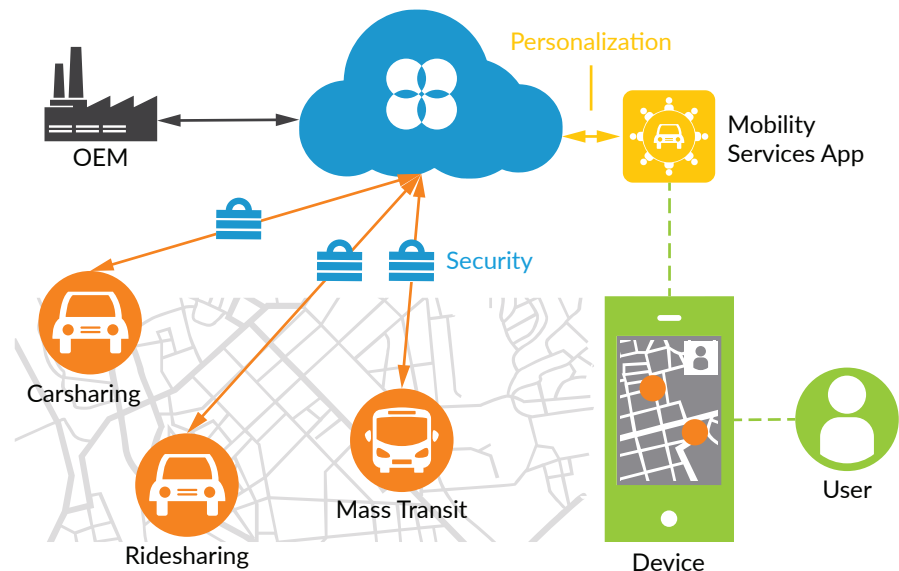 Personalization
OEM
Mobility
Services App
Security
Carsharing
Ridesharing
Mass Transit
Device
User